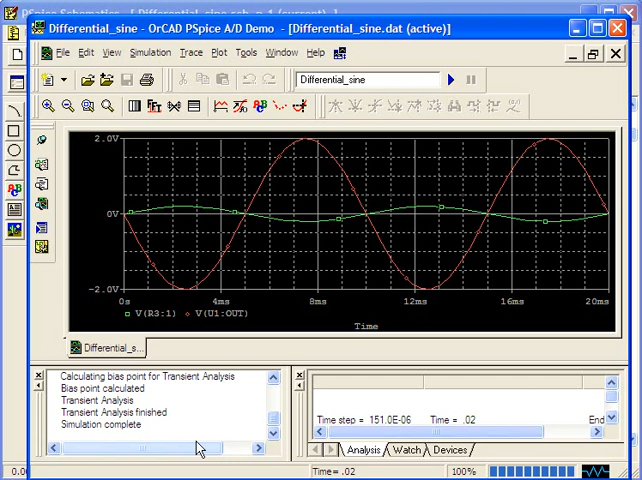 PSpice Schematics - [ Differential_sine.sch p.1 (current) ]
Differential_sine - OrCAD PSpice A/D Demo - [Differential_sine.dat (active)]
File Edit View Simulation Trace Plot Tools Window Help
Differential_sine
2.0V
0V
-2.0V
0s 4ms 8ms 12ms 16ms 20ms
V(R3:1) V(U1:OUT)
Time
Differential_s...
Calculating bias point for Transient Analysis
Bias point calculated
Transient Analysis
Transient Analysis finished
Simulation complete
Time step = 151.0E-06 Time = .02 End
Analysis Watch Devices
0.0 Time= .02 100%